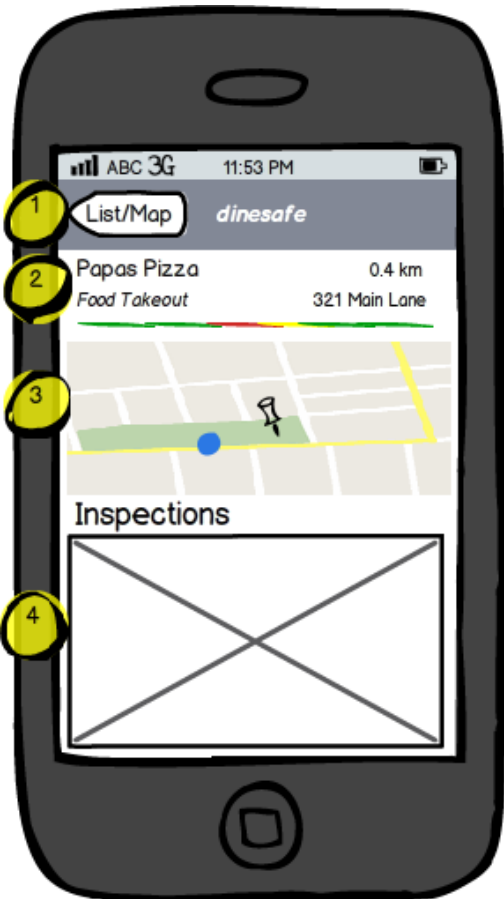 ABC 3G 11:53 PM
1
List/Map dinesafe
2
Papas Pizza 0.4 km
Food Takeout 321 Main Lane
3
Inspections
4